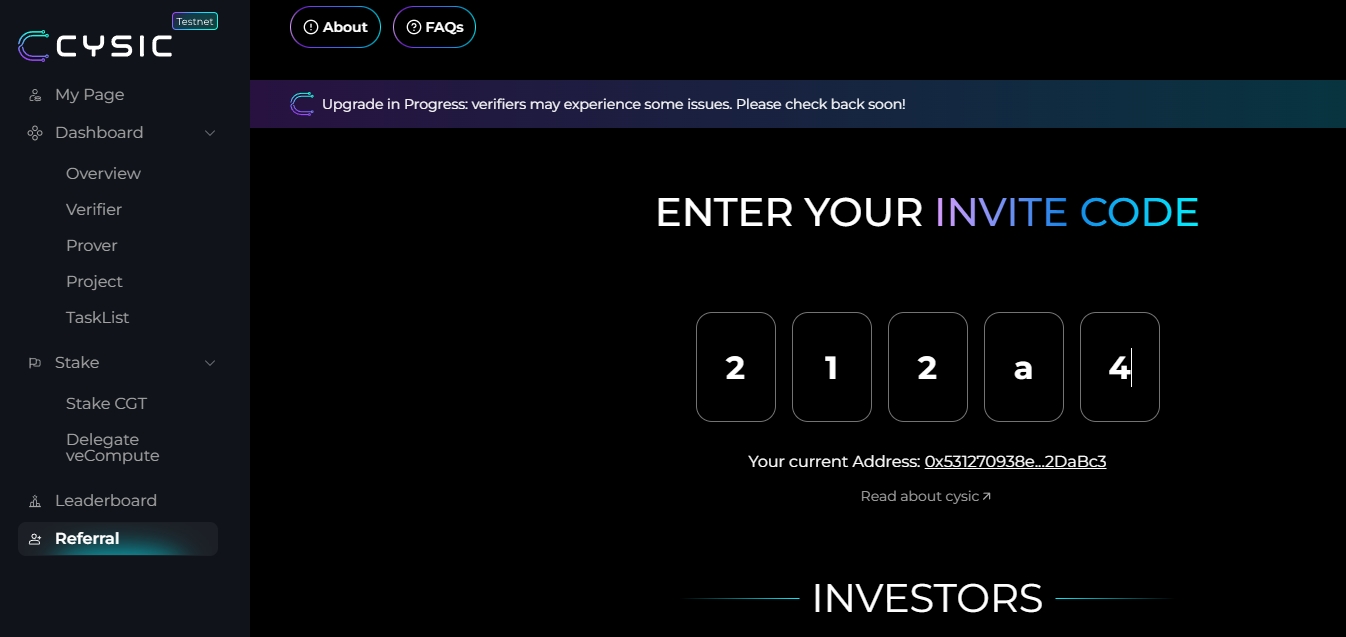 Testnet
CYSIC
My Page
Dashboard
Overview
Verifier
Prover
Project
TaskList
Stake
Stake CGT
Delegate
veCompute
Leaderboard
Referral
About
FAQs
Upgrade in Progress: verifiers may experience some issues. Please check back soon!
ENTER YOUR INVITE CODE
2 1 2 a 4
Your current Address: 0x531270938e...2DaBc3
Read about cysic
INVESTORS